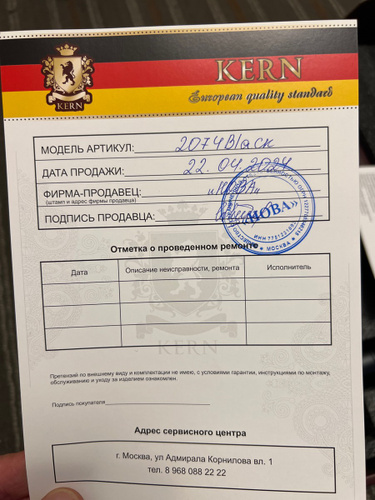 KERN
KERN
European quality standard
МОДЕЛЬ АРТИКУЛ: 2074Black
ДАТА ПРОДАЖИ: 22.04.2024
ФИРМА-ПРОДАВЕЦ: "НОВА"
(штамп и адрес фирмы продавца)
ПОДПИСЬ ПРОДАВЦА:
«НОВА»
МОСКВА
Отметка о проведенном ремонте
Дата Описание неисправности, ремонта Исполнитель
KERN
Претензий по внешнему виду и комплектации не имею, с условиями гарантии, инструкциями по монтажу,
обслуживанию и уходу за изделием ознакомлен.
Подпись покупателя
Адрес сервисного центра
г. Москва, ул Адмирала Корнилова вл. 1
тел. 8 968 088 22 22